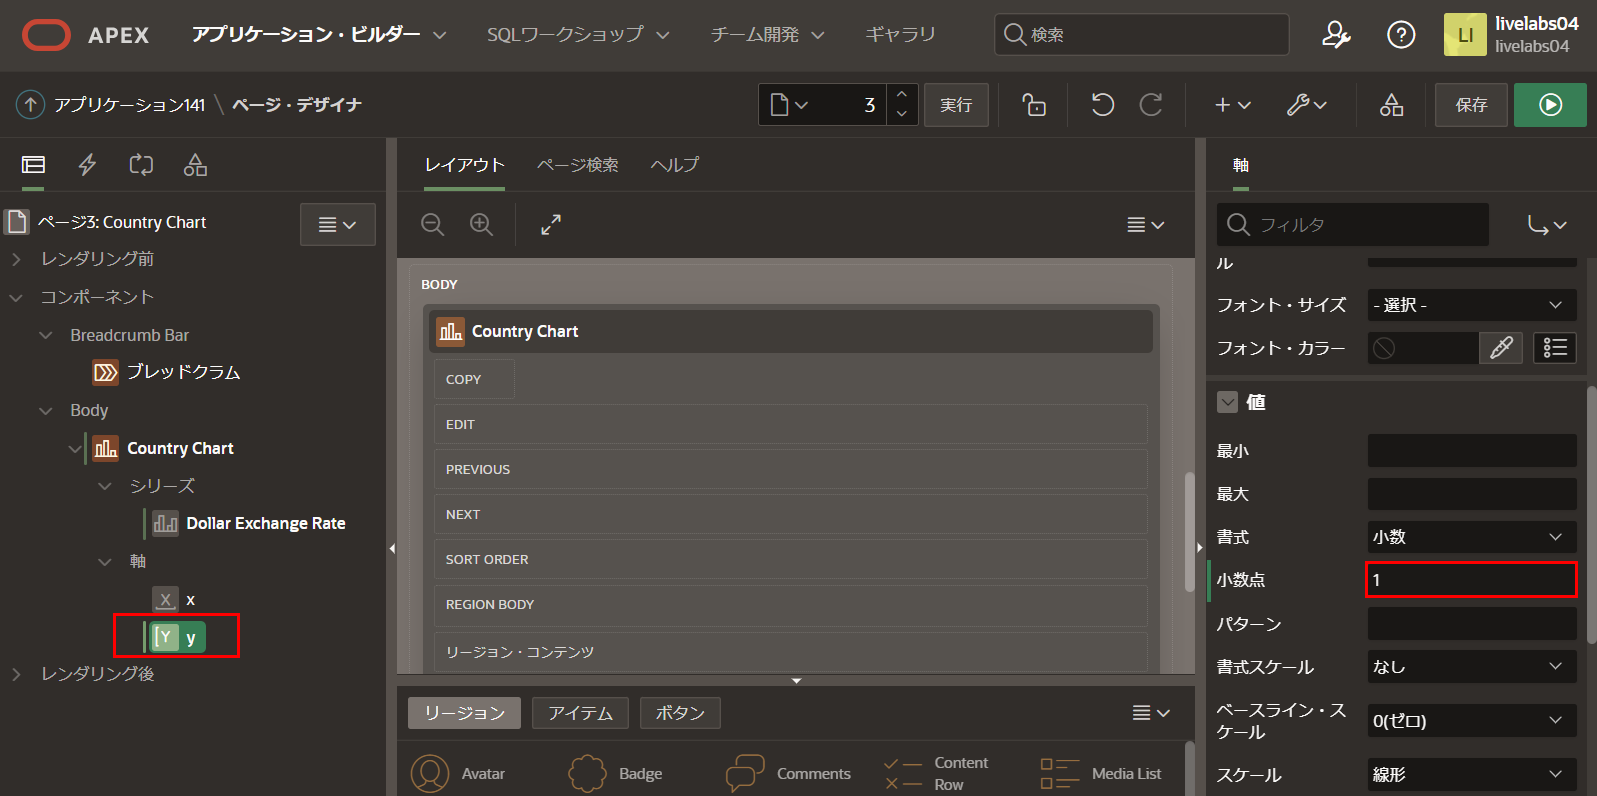 APEX
アプリケーション・ビルダー
SQLワークショップ
チーム開発
ギャラリ
検索
LI
livelabs04
livelabs04
アプリケーション141 \ ページ・デザイナ
3
実行
保存
ページ3: Country Chart
レンダリング前
コンポーネント
Breadcrumb Bar
ブレッドクラム
Body
Country Chart
シリーズ
Dollar Exchange Rate
軸
X x
Y y
レンダリング後
レイアウト
ページ検索
ヘルプ
BODY
Country Chart
COPY
EDIT
PREVIOUS
NEXT
SORT ORDER
REGION BODY
リージョン・コンテンツ
リージョン
アイテム
ボタン
Avatar
Badge
Comments
Content
Row
Media List
軸
フィルタ
ル
フォント・サイズ
- 選択 -
フォント・カラー
値
最小
最大
書式
小数
小数点
1
パターン
書式スケール
なし
ベースライン・ス
ケール
0(ゼロ)
スケール
線形